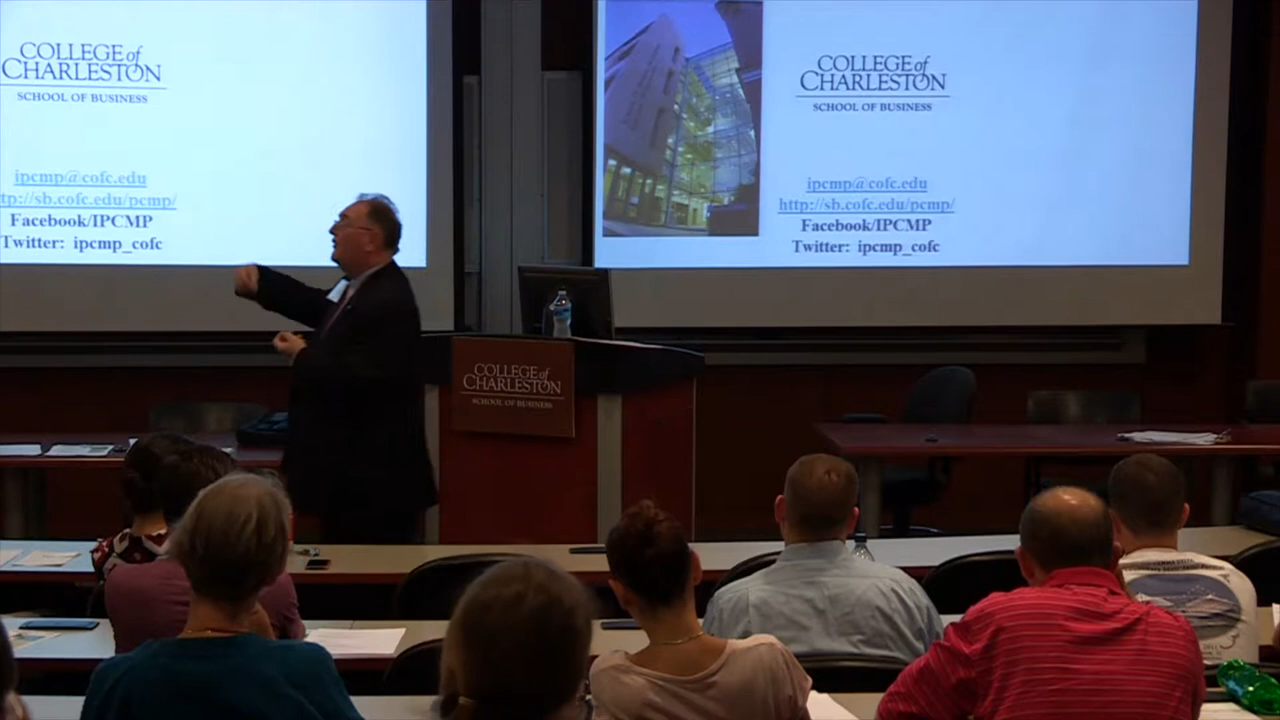 COLLEGE of
CHARLESTON
SCHOOL OF BUSINESS
ipcmp@cofc.edu
tp://sb.cofc.edu/pcmp/
Facebook/IPCMP
Twitter: ipcmp_cofc
COLLEGE of
CHARLESTON
SCHOOL OF BUSINESS
ipcmp@cofc.edu
http://sb.cofc.edu/pcmp/
Facebook/IPCMP
Twitter: ipcmp_cofc
COLLEGE of
CHARLESTON
SCHOOL OF BUSINESS